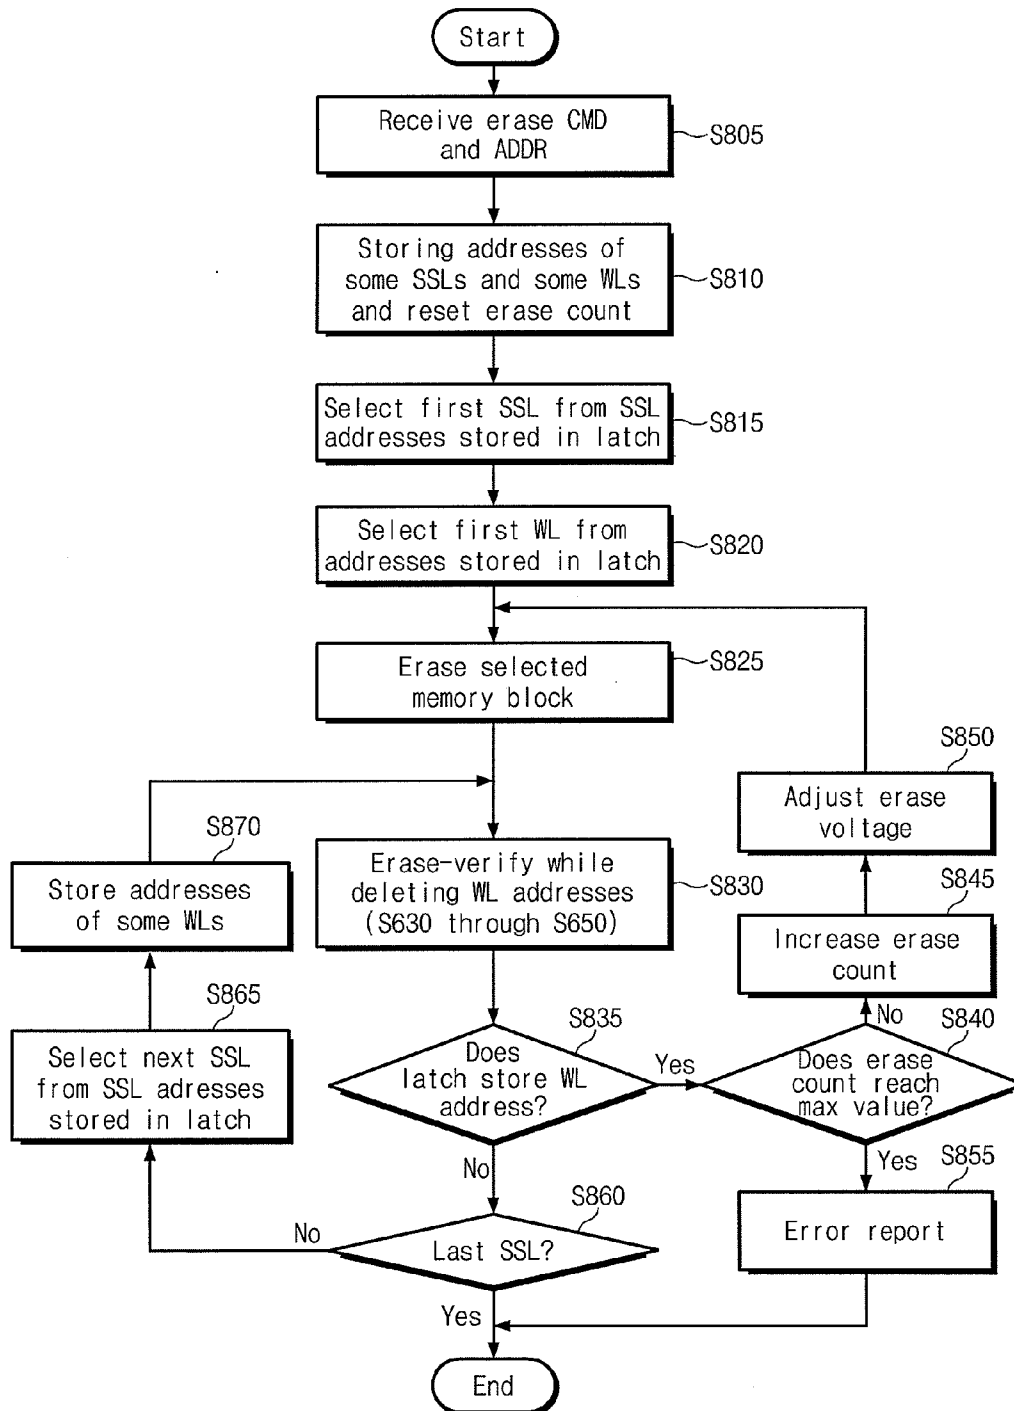 Start
Receive erase CMD
and ADDR
S805
Storing addresses of
some SSLs and some WLs
and reset erase count
S810
Select first SSL from SSL
addresses stored in latch
S815
Select first WL from
addresses stored in latch
S820
Erase selected
memory block
S825
S850
Adjust erase
voltage
S870
Store addresses
of some WLs
Erase-verify while
deleting WL addresses
(S630 through S650)
S830
S845
Increase erase
count
S865
Select next SSL
from SSL adresses
stored in latch
S835
Does
latch store WL
address?
Yes
No
S840
Does erase
count reach
max value?
No
Yes
S855
Error report
S860
Last SSL?
No
Yes
End